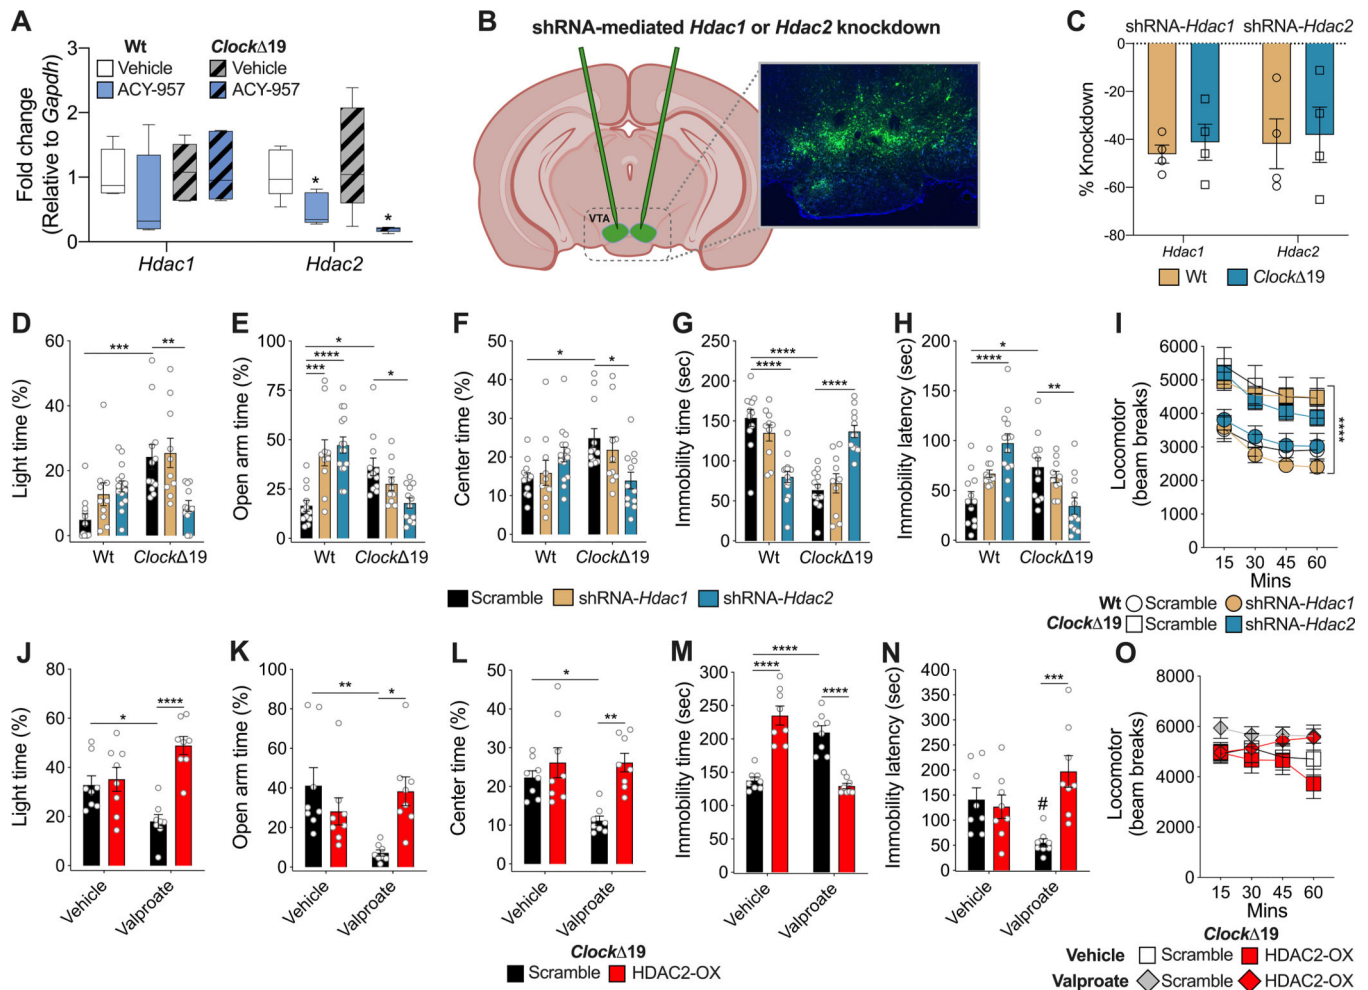 A
Wt
ClockΔ19
Vehicle
Vehicle
ACY-957
ACY-957
Fold change
(Relative to Gapdh)
3
2
1
0
*
*
Hdac1
Hdac2
B
shRNA-mediated Hdac1 or Hdac2 knockdown
VTA
C
shRNA-Hdac1
shRNA-Hdac2
% Knockdown
0
-20
-40
-60
-80
Hdac1
Hdac2
Wt
ClockΔ19
D
Light time (%)
60
40
20
0
***
**
Wt
ClockΔ19
E
Open arm time (%)
100
75
50
25
0
*
****
***
*
Wt
ClockΔ19
F
Center time (%)
50
40
30
20
10
0
*
*
Wt
ClockΔ19
G
Immobility time (sec)
250
200
150
100
50
0
****
****
****
Wt
ClockΔ19
H
Immobility latency (sec)
200
150
100
50
0
*
****
**
Wt
ClockΔ19
I
Locomotor
(beam breaks)
6000
5000
4000
3000
2000
1000
0
****
15 30 45 60
Mins
Scramble
shRNA-Hdac1
shRNA-Hdac2
Wt
Scramble
shRNA-Hdac1
ClockΔ19
Scramble
shRNA-Hdac2
J
Light time (%)
80
60
40
20
0
*
****
Vehicle
Valproate
K
Open arm time (%)
100
80
60
40
20
0
**
*
Vehicle
Valproate
L
Center time (%)
50
40
30
20
10
0
*
**
Vehicle
Valproate
M
Immobility time (sec)
300
250
200
150
100
50
0
****
****
****
Vehicle
Valproate
N
Immobility latency (sec)
400
350
300
250
200
150
100
50
0
***
#
Vehicle
Valproate
O
Locomotor
(beam breaks)
8000
6000
4000
2000
0
15 30 45 60
Mins
ClockΔ19
Scramble
HDAC2-OX
ClockΔ19
Vehicle
Scramble
HDAC2-OX
Valproate
Scramble
HDAC2-OX